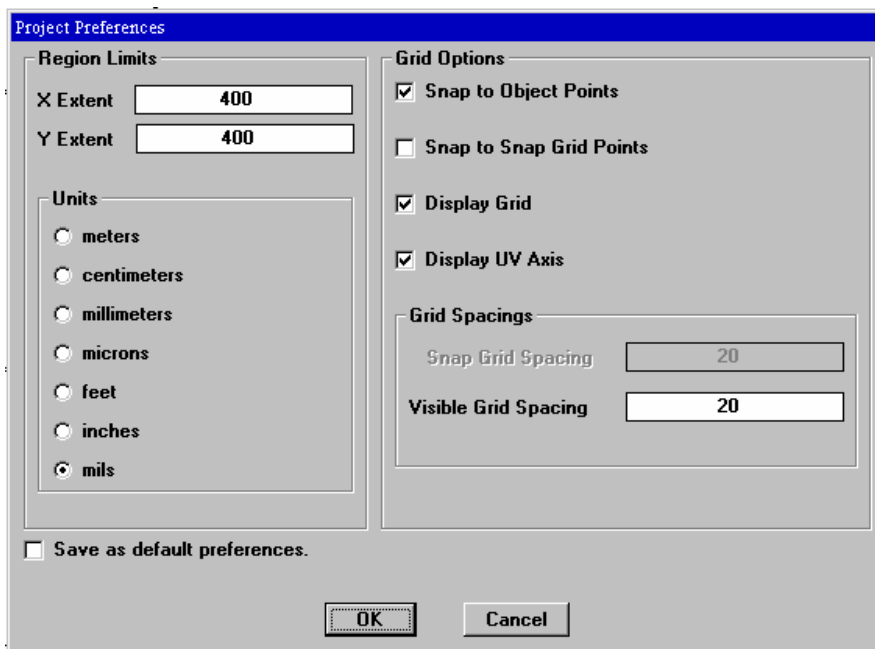 Project Preferences
Region Limits
X Extent 400
Y Extent 400
Units
meters
centimeters
millimeters
microns
feet
inches
mils
Grid Options
Snap to Object Points
Snap to Snap Grid Points
Display Grid
Display UV Axis
Grid Spacings
Snap Grid Spacing 20
Visible Grid Spacing 20
Save as default preferences.
OK Cancel